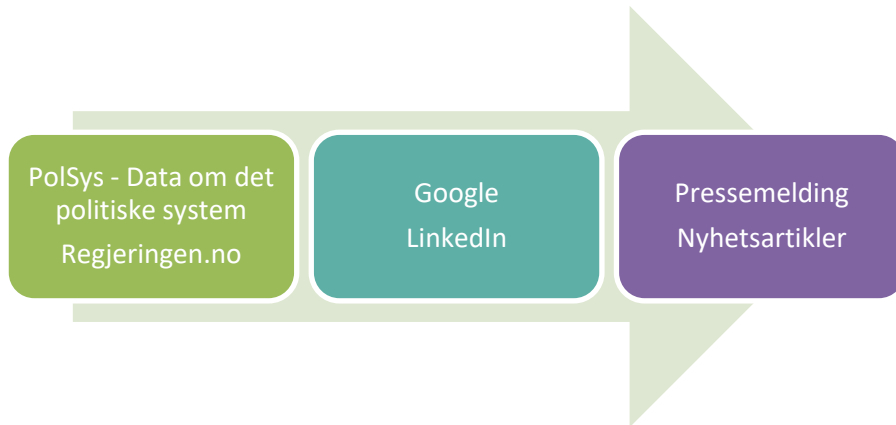 PolSys - Data om det
politiske system
Regjeringen.no
Google
LinkedIn
Pressemelding
Nyhetsartikler